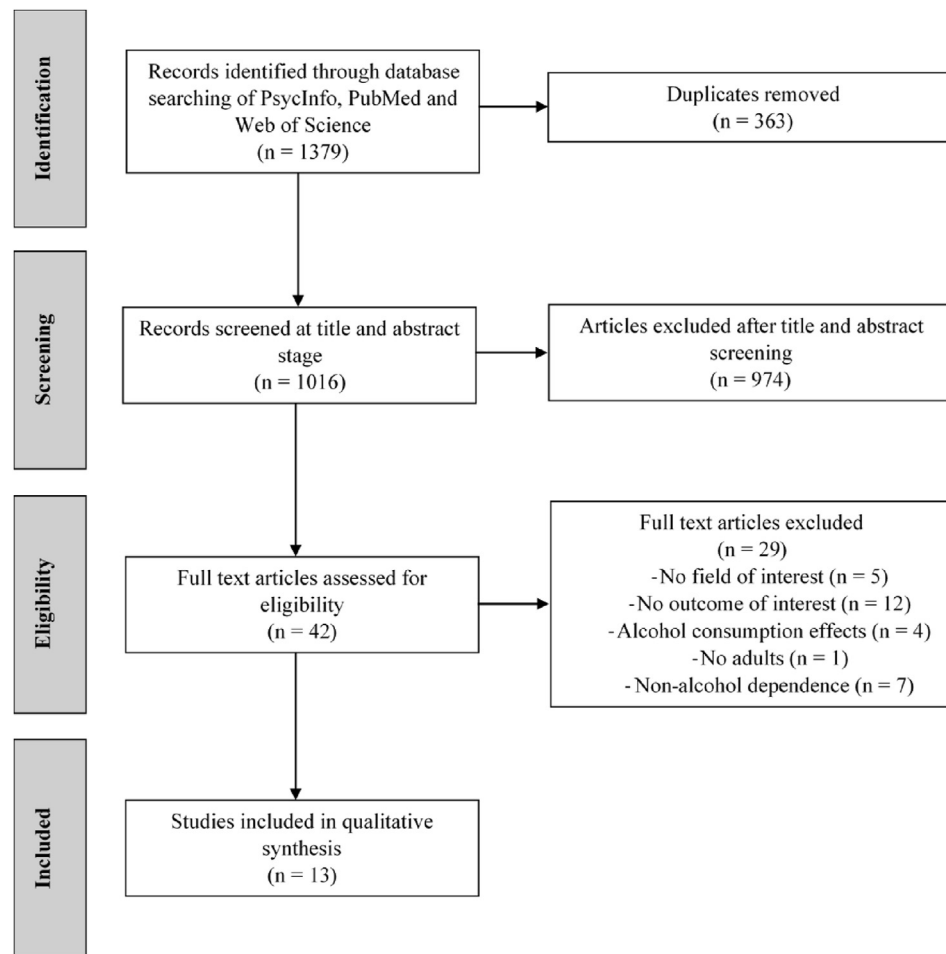 Identification
Records identified through database
searching of PsycInfo, PubMed and
Web of Science
(n = 1379)
Duplicates removed
(n = 363)
Screening
Records screened at title and abstract
stage
(n = 1016)
Articles excluded after title and abstract
screening
(n = 974)
Eligibility
Full text articles assessed for
eligibility
(n = 42)
Full text articles excluded
(n = 29)
-No field of interest (n = 5)
-No outcome of interest (n = 12)
-Alcohol consumption effects (n = 4)
-No adults (n = 1)
-Non-alcohol dependence (n = 7)
Included
Studies included in qualitative
synthesis
(n = 13)